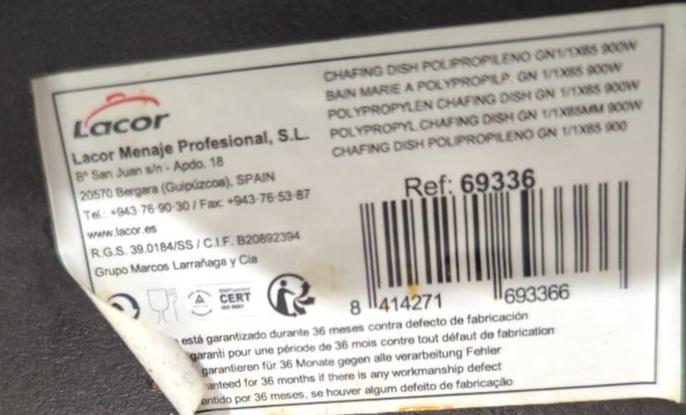 Lacor
Lacor Menaje Profesional, S.L.
Bº San Juan s/n - Apdo. 18
20570 Bergara (Guipúzcoa), SPAIN
Tel.: +943-76-90-30 / Fax: +943-76-53-87
www.lacor.es
R.G.S. 39.0184/SS / C.I.F. B20892394
Grupo Marcos Larrañaga y Cia
CERT
CHAFING DISH POLIPROPILENO GN1/1X65 900W
BAIN MARIE A POLYPROPILP. GN 1/1X65 900W
POLYPROPYLEN CHAFING DISH GN 1/1X65 900W
POLYPROPYL.CHAFING DISH GN 1/1X65MM 900W
CHAFING DISH POLIPROPILENO GN 1/1X65 900
Ref: 69336
8 414271 693366
está garantizado durante 36 meses contra defecto de fabricación
garanti pour une période de 36 mois contre tout défaut de fabrication
garantieren für 36 Monate gegen alle verarbeitung Fehler
anteed for 36 months if there is any workmanship defect
antido por 36 meses, se houver algum defeito de fabricação